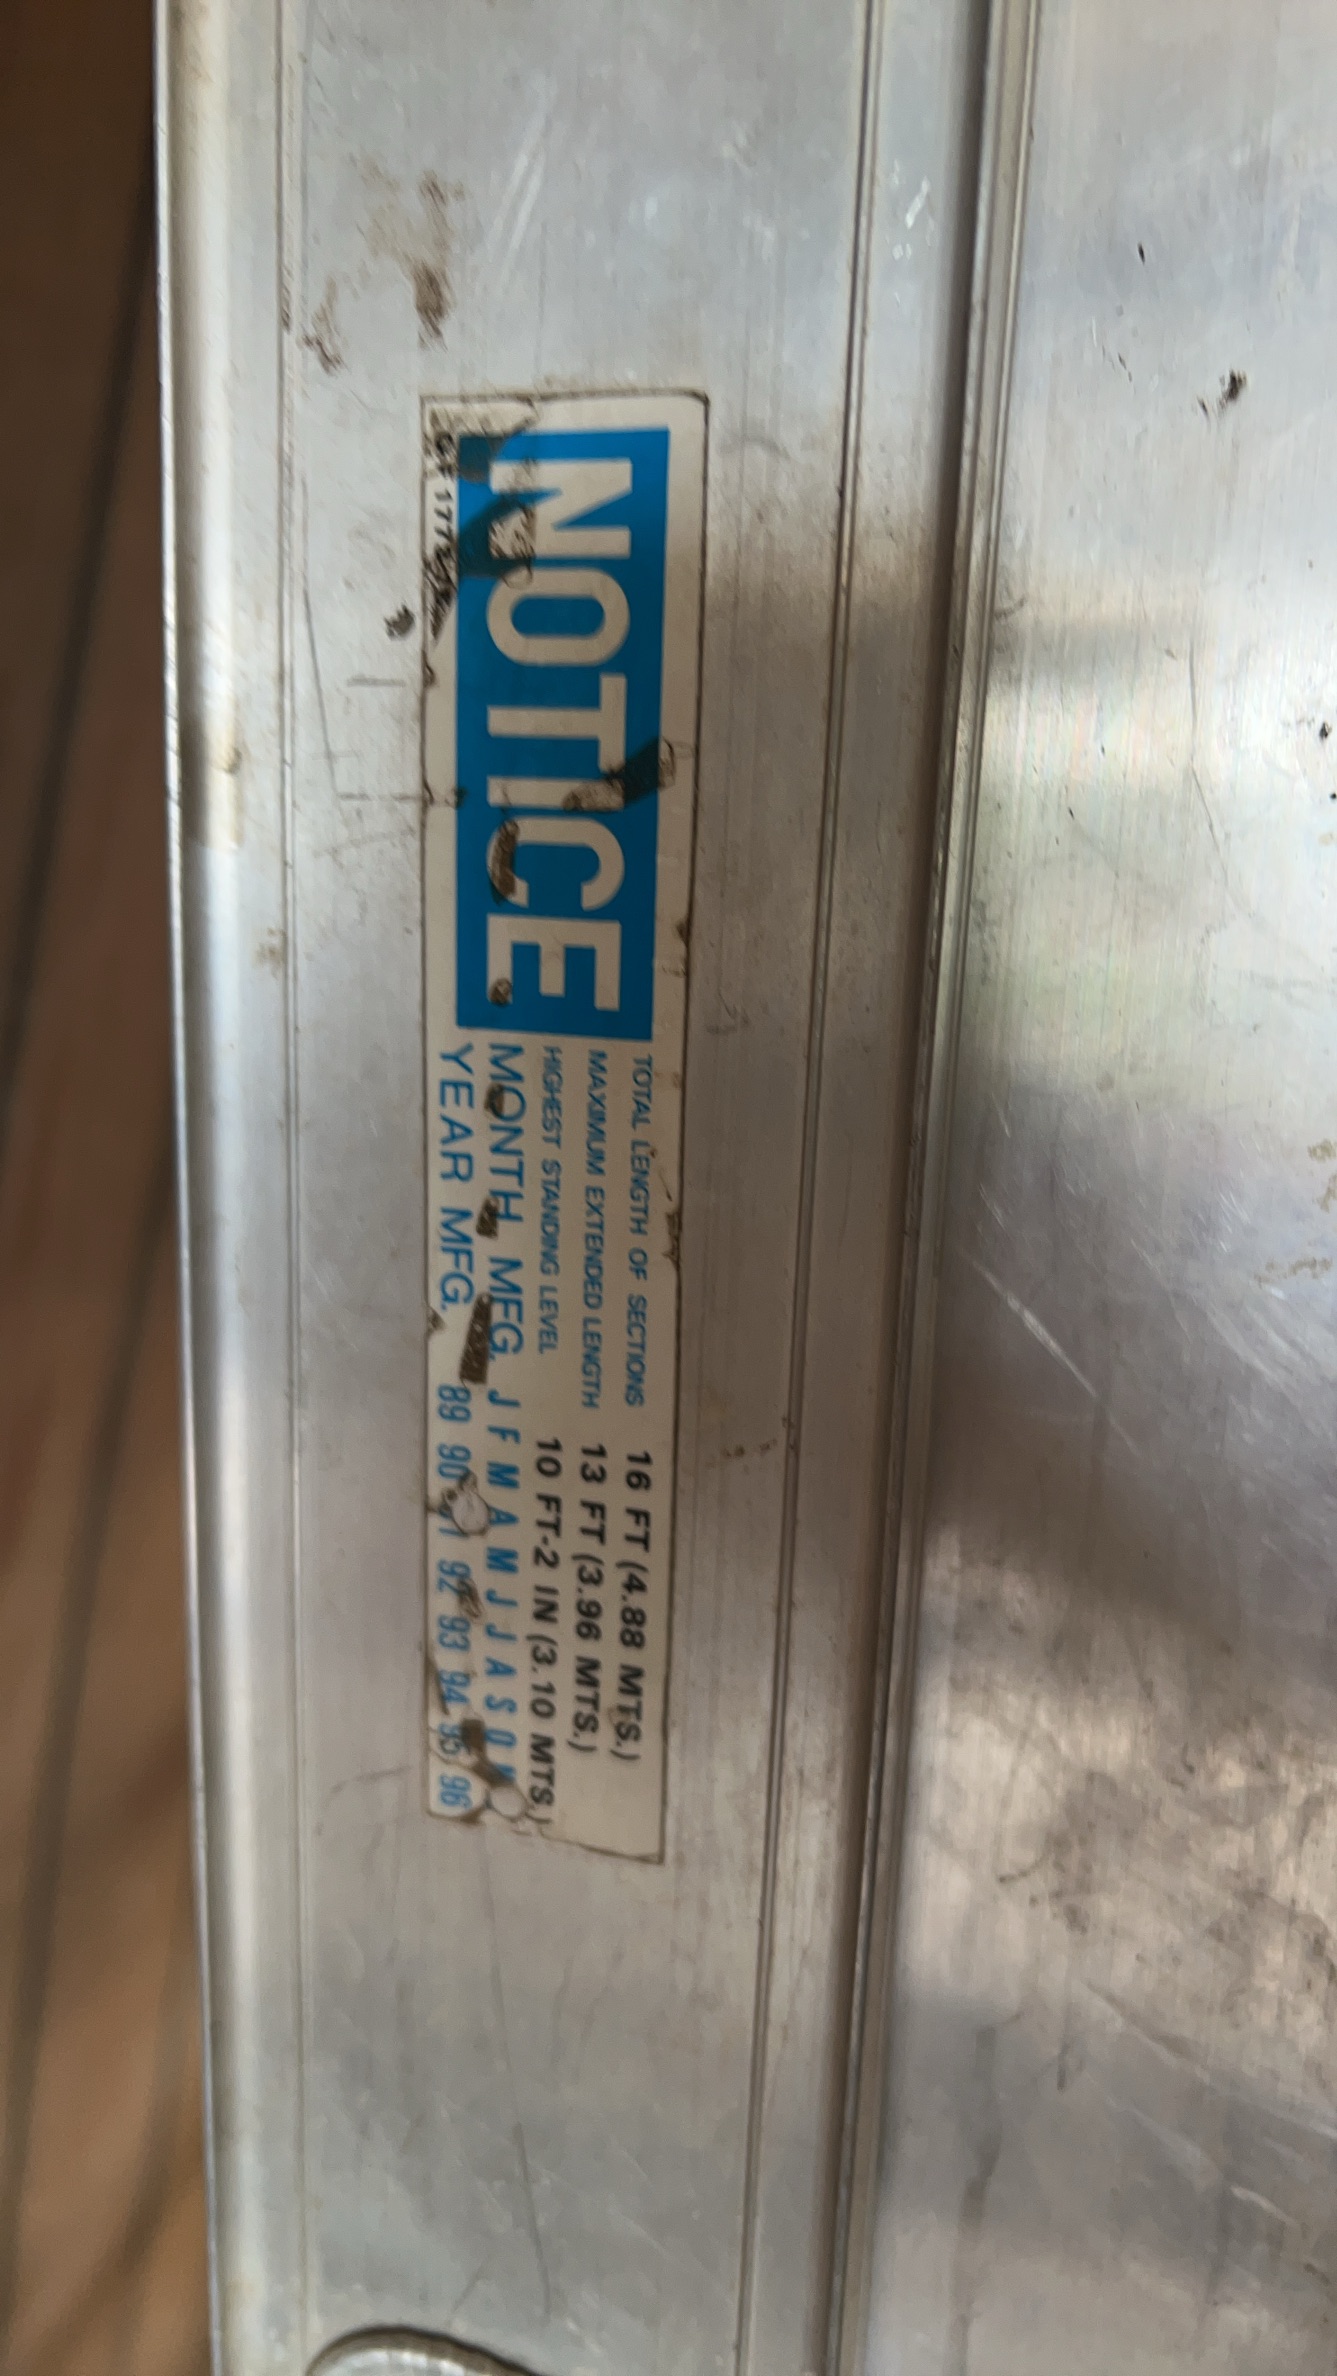 NOTICE
TOTAL LENGTH OF SECTIONS 16 FT (4.88 MTS.)
MAXIMUM EXTENDED LENGTH 13 FT (3.96 MTS.)
HIGHEST STANDING LEVEL 10 FT-2 IN (3.10 MTS.)
MONTH MFG. J F M A M J J A S O N
YEAR MFG. 89 90 91 92 93 94 95 96